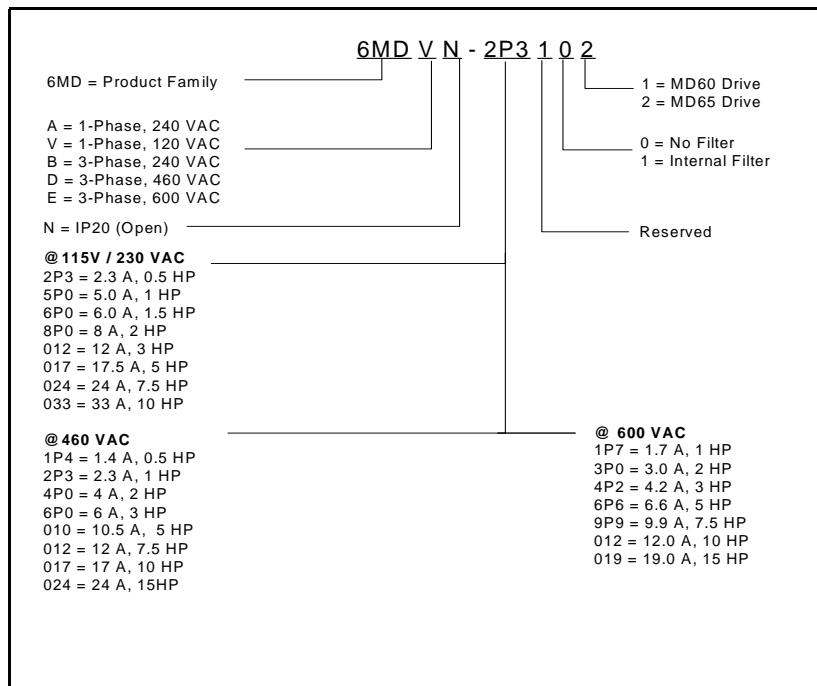 6MD V N - 2P3 1 0 2
6MD = Product Family
A = 1-Phase, 240 VAC
V = 1-Phase, 120 VAC
B = 3-Phase, 240 VAC
D = 3-Phase, 460 VAC
E = 3-Phase, 600 VAC
N = IP20 (Open)
@115V / 230 VAC
2P3 = 2.3 A, 0.5 HP
5P0 = 5.0 A, 1 HP
6P0 = 6.0 A, 1.5 HP
8P0 = 8 A, 2 HP
012 = 12 A, 3 HP
017 = 17.5 A, 5 HP
024 = 24 A, 7.5 HP
033 = 33 A, 10 HP
@460 VAC
1P4 = 1.4 A, 0.5 HP
2P3 = 2.3 A, 1 HP
4P0 = 4 A, 2 HP
6P0 = 6 A, 3 HP
010 = 10.5 A, 5 HP
012 = 12 A, 7.5 HP
017 = 17 A, 10 HP
024 = 24 A, 15HP
1 = MD60 Drive
2 = MD65 Drive
0 = No Filter
1 = Internal Filter
Reserved
@ 600 VAC
1P7 = 1.7 A, 1 HP
3P0 = 3.0 A, 2 HP
4P2 = 4.2 A, 3 HP
6P6 = 6.6 A, 5 HP
9P9 = 9.9 A, 7.5 HP
012 = 12.0 A, 10 HP
019 = 19.0 A, 15 HP